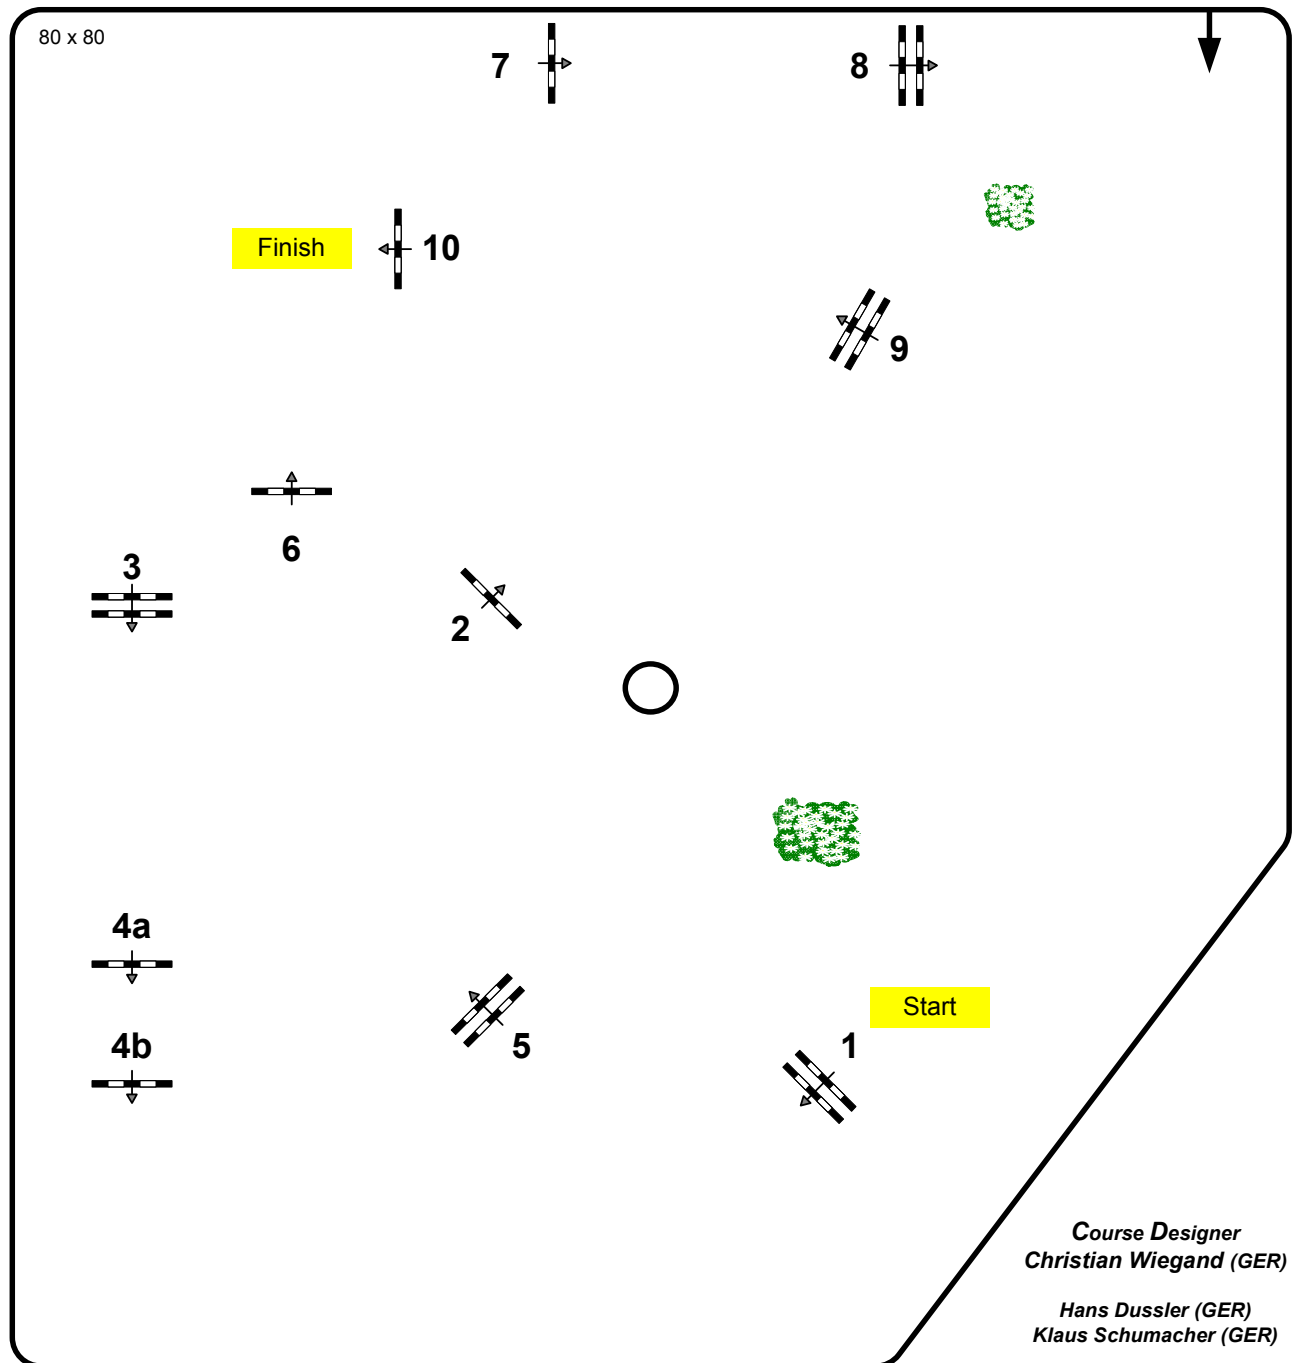 80 x 80
7
8
Finish
10
9
6
3
2
4a
Start
4b
5
1
Course Designer
Christian Wiegand (GER)
Hans Dussler (GER)
Klaus Schumacher (GER)